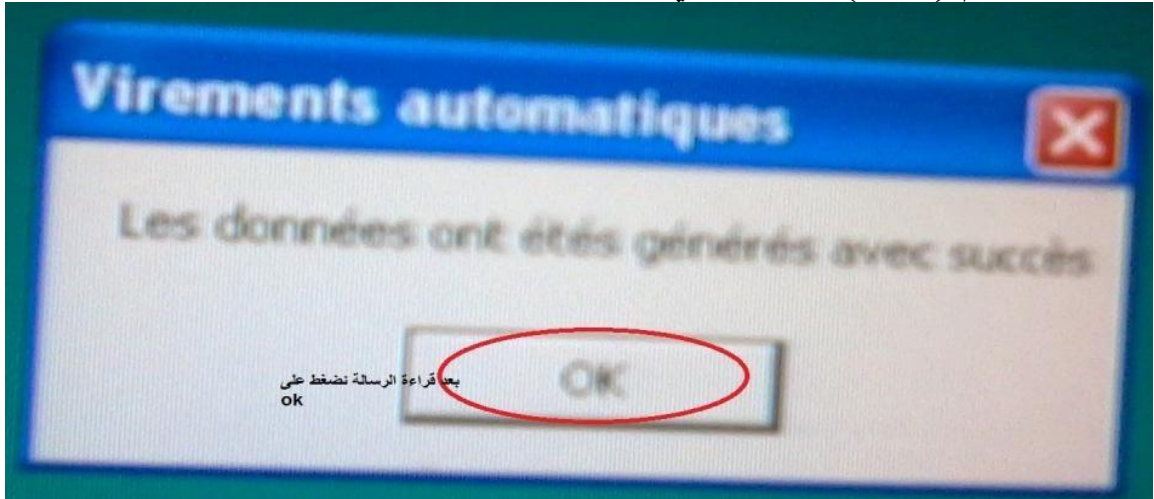 Virements automatiques
Les données ont étés générés avec succès
OK
بعد قراءة الرسالة نضغط على
ok